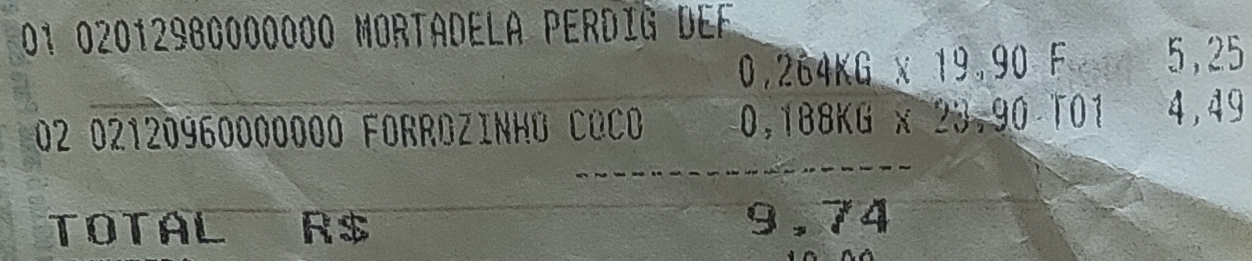 01 02012980000000 MORTADELA PERDIG DEF
0,264KG x 19,90 F 5,25
02 02120960000000 FORROZINHO COCO 0,188KG x 23,90 T01 4,49
--------------------
TOTAL R$ 9,74